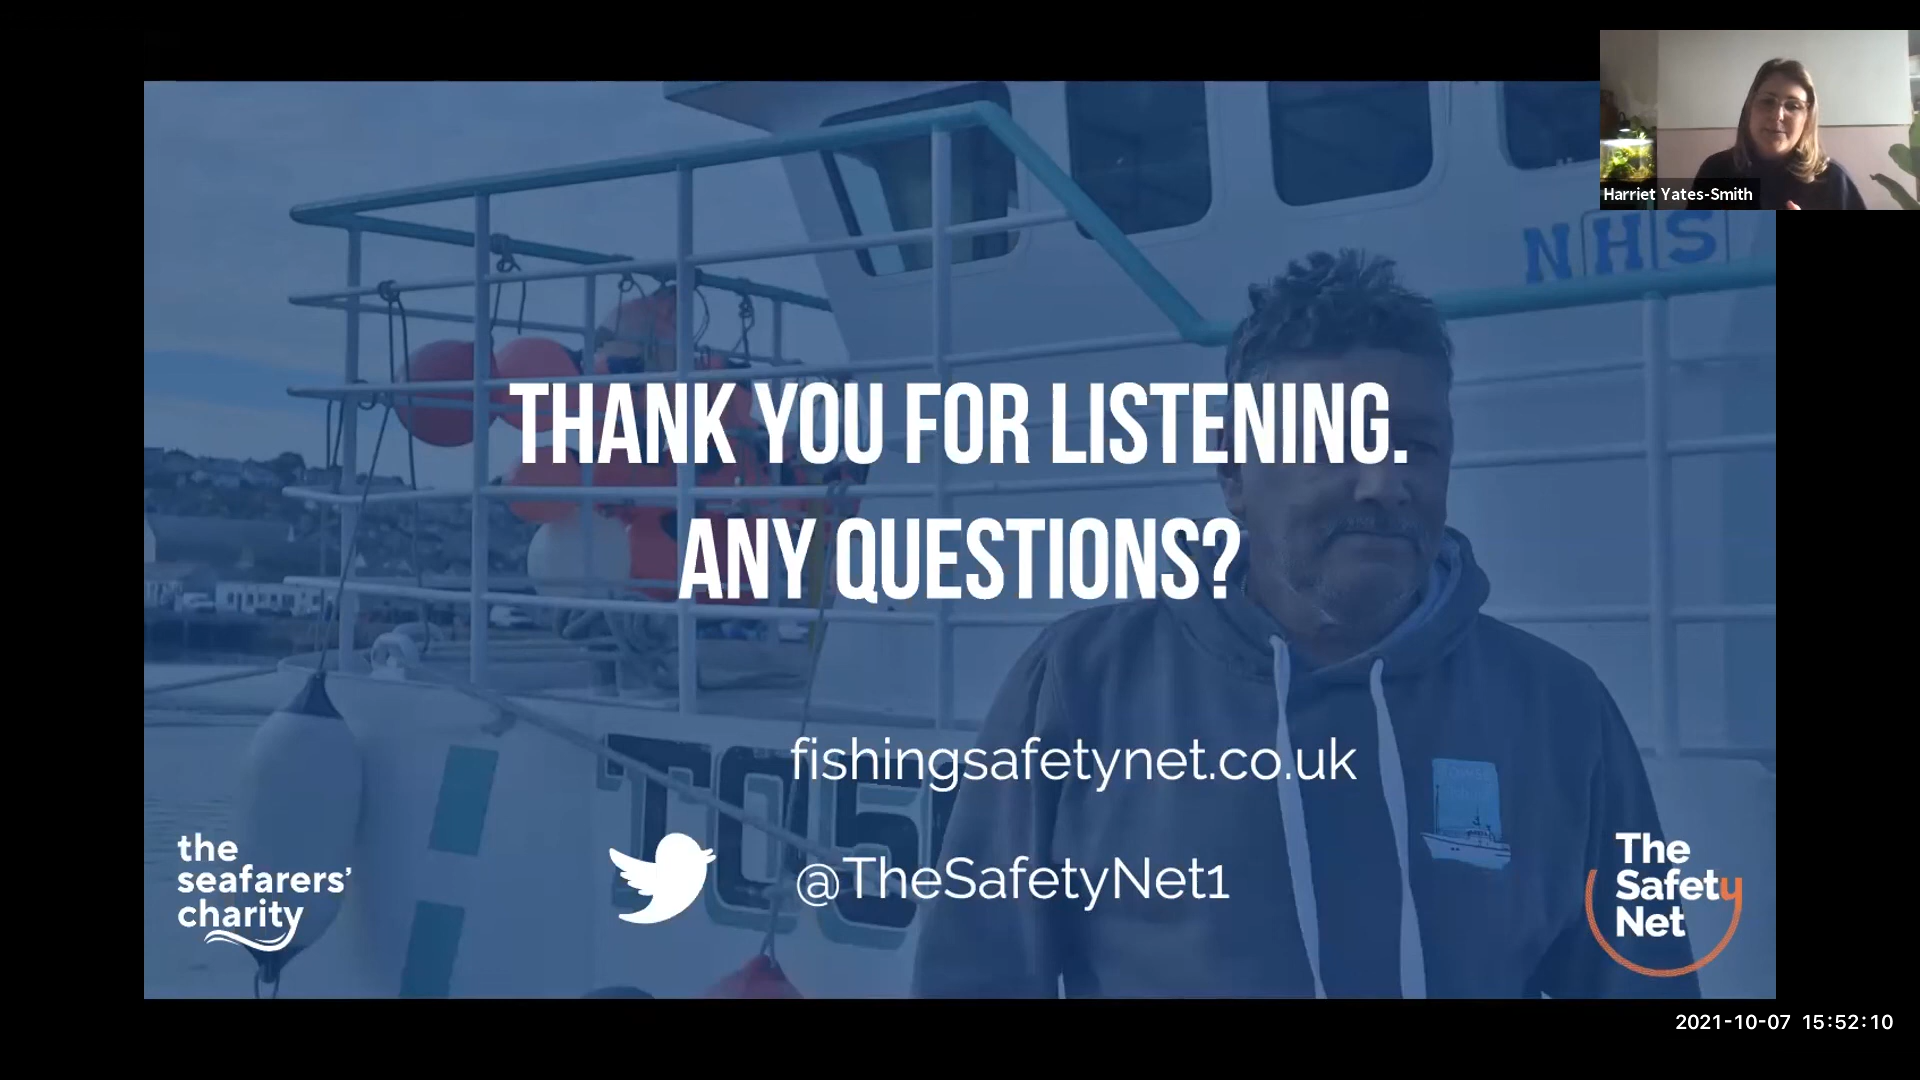 Harriet Yates-Smith
NHS
THANK YOU FOR LISTENING.
ANY QUESTIONS?
fishingsafetynet.co.uk
@TheSafetyNet1
the
seafarers'
charity
The
Safety
Net
2021-10-07 15:52:10